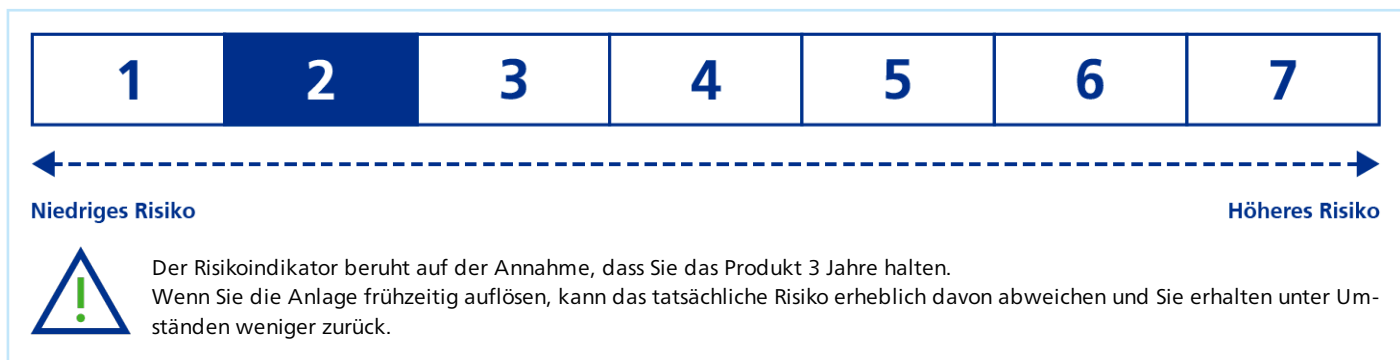 1 2 3 4 5 6 7
Niedriges Risiko Höheres Risiko
Der Risikoindikator beruht auf der Annahme, dass Sie das Produkt 3 Jahre halten.
Wenn Sie die Anlage frühzeitig auflösen, kann das tatsächliche Risiko erheblich davon abweichen und Sie erhalten unter Um-
ständen weniger zurück.